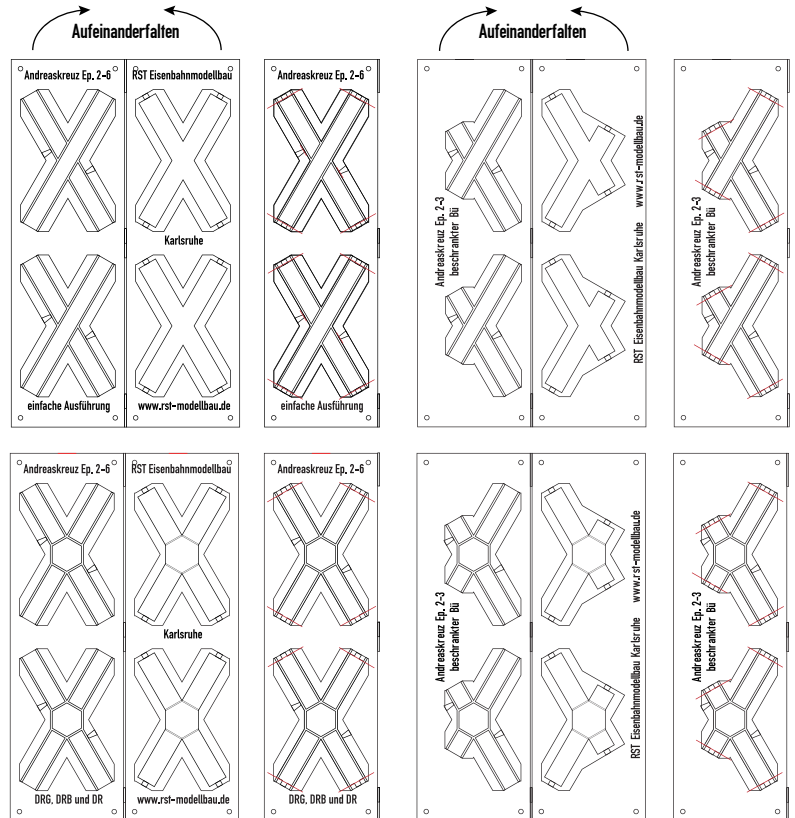 Aufeinanderfalten
Aufeinanderfalten
Andreaskreuz Ep. 2-6
RST Eisenbahnmodellbau
Andreaskreuz Ep. 2-6
Karlsruhe
einfache Ausführung
www.rst-modellbau.de
einfache Ausführung
Andreaskreuz Ep. 2-3
beschrankter Bü
RST Eisenbahnmodellbau Karlsruhe www.rst-modellbau.de
Andreaskreuz Ep. 2-3
beschrankter Bü
Andreaskreuz Ep. 2-6
RST Eisenbahnmodellbau
Andreaskreuz Ep. 2-6
Karlsruhe
DRG, DRB und DR
www.rst-modellbau.de
DRG, DRB und DR
Andreaskreuz Ep. 2-3
beschrankter Bü
RST Eisenbahnmodellbau Karlsruhe www.rst-modellbau.de
Andreaskreuz Ep. 2-3
beschrankter Bü